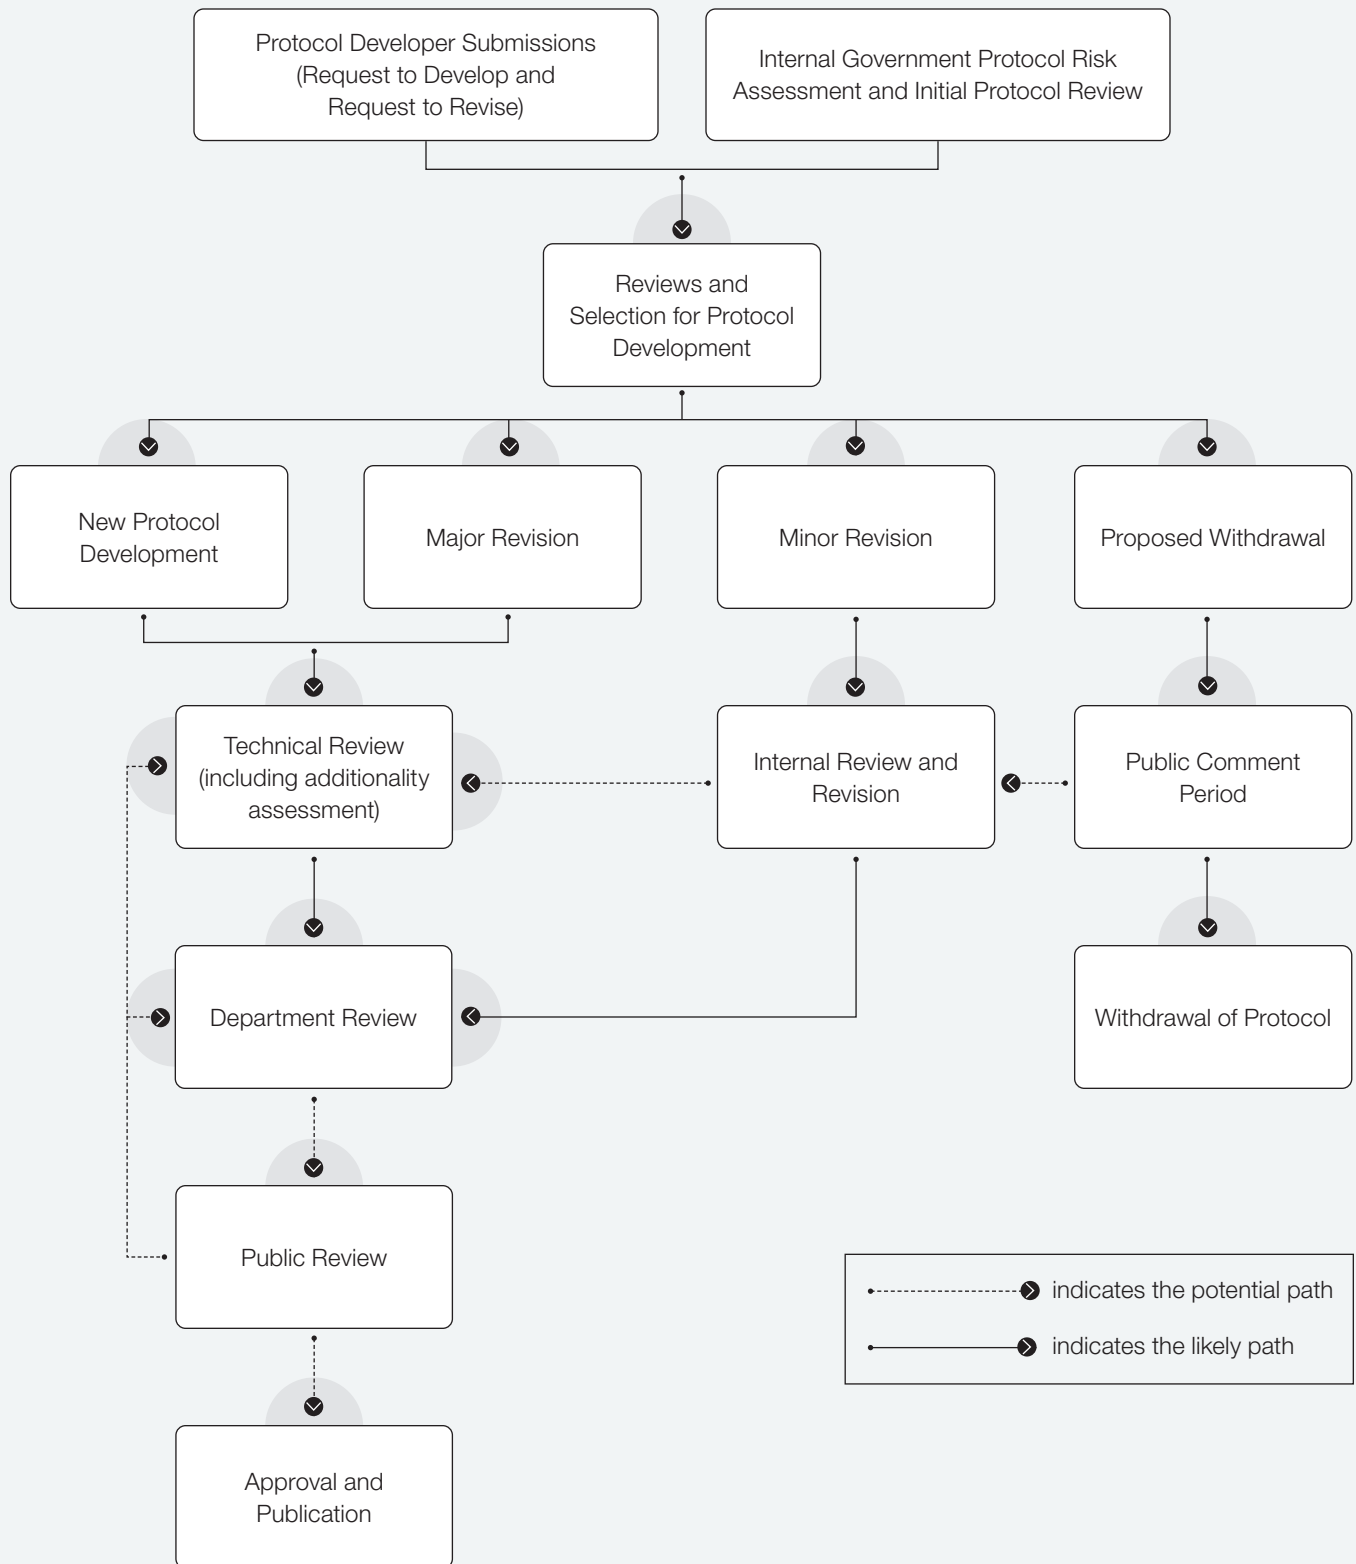 Protocol Developer Submissions
(Request to Develop and
Request to Revise)
Internal Government Protocol Risk
Assessment and Initial Protocol Review
Reviews and
Selection for Protocol
Development
New Protocol
Development
Major Revision
Minor Revision
Proposed Withdrawal
Technical Review
(including additionality
assessment)
Internal Review and
Revision
Public Comment
Period
Department Review
Withdrawal of Protocol
Public Review
indicates the potential path
indicates the likely path
Approval and
Publication